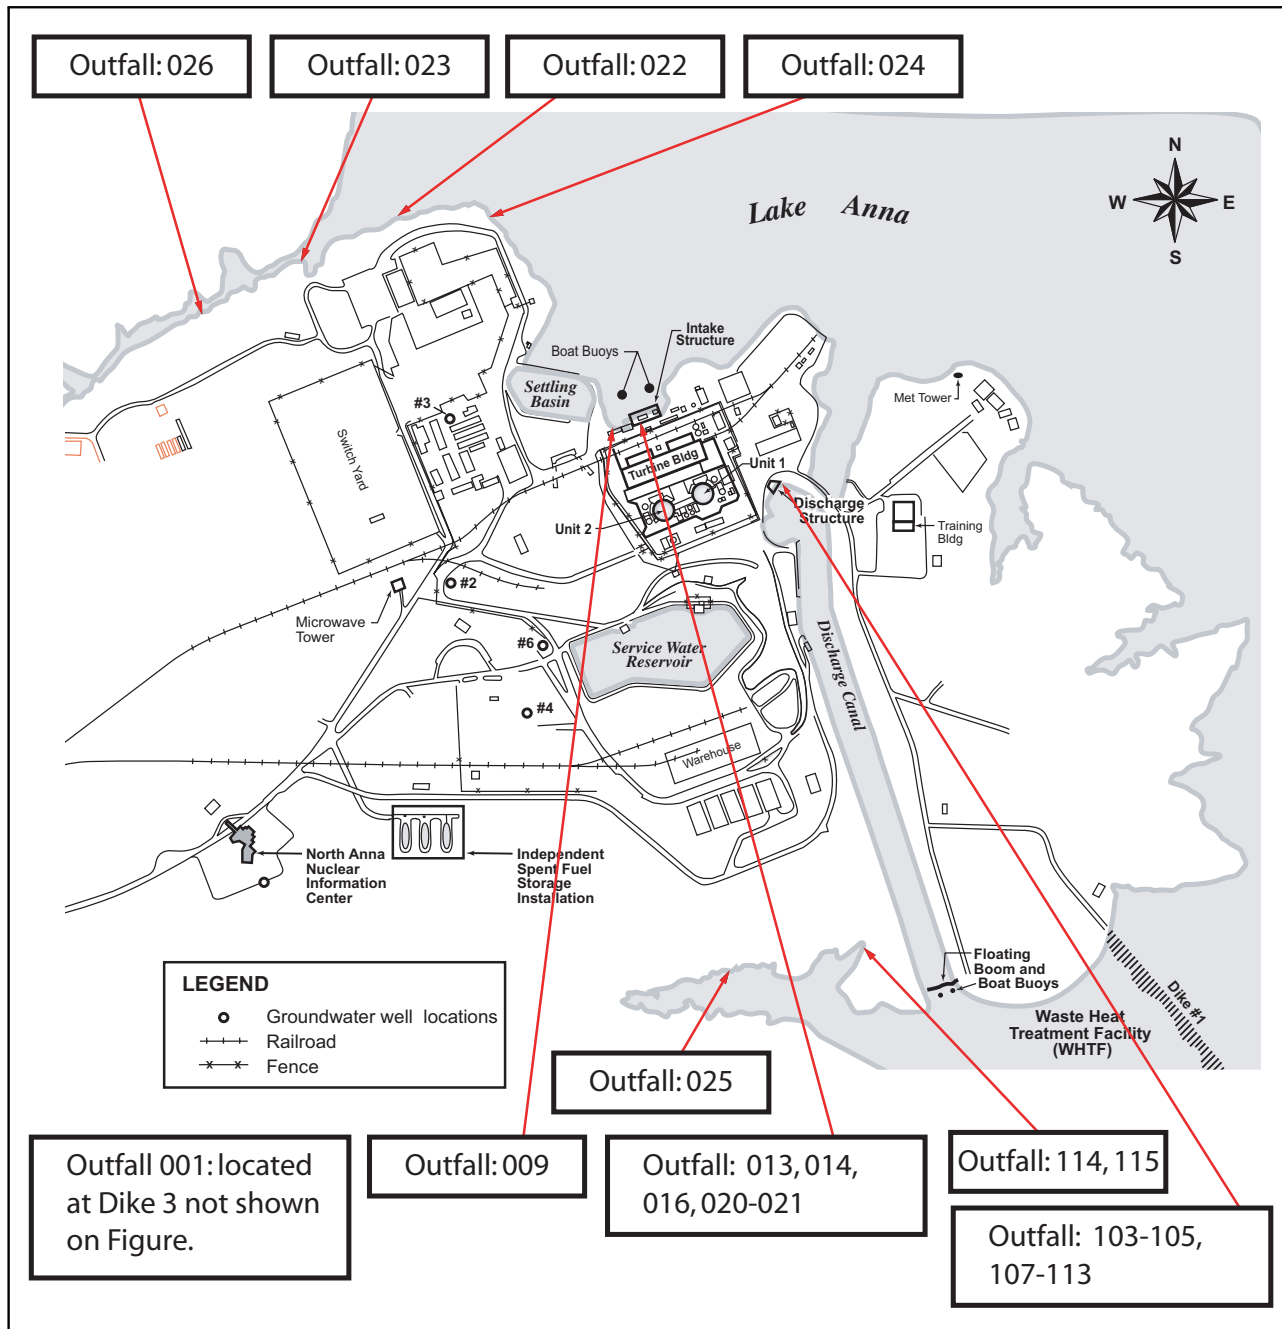 Outfall: 026
Outfall: 023
Outfall: 022
Outfall: 024
N
W
E
S
Lake Anna
Intake
Structure
Boat Buoys
Settling
Basin
Met Tower
#3
Switch Yard
Turbine Bldg
Unit 1
Unit 2
Discharge
Structure
Training
Bldg
#2
Microwave
Tower
#6
Service Water
Reservoir
Discharge Canal
#4
Warehouse
North Anna
Nuclear
Information
Center
Independent
Spent Fuel
Storage
Installation
Floating
Boom and
Boat Buoys
Dike #1
Waste Heat
Treatment Facility
(WHTF)
LEGEND
Groundwater well locations
Railroad
Fence
Outfall: 025
Outfall 001: located
at Dike 3 not shown
on Figure.
Outfall: 009
Outfall: 013, 014,
016, 020-021
Outfall: 114, 115
Outfall: 103-105,
107-113